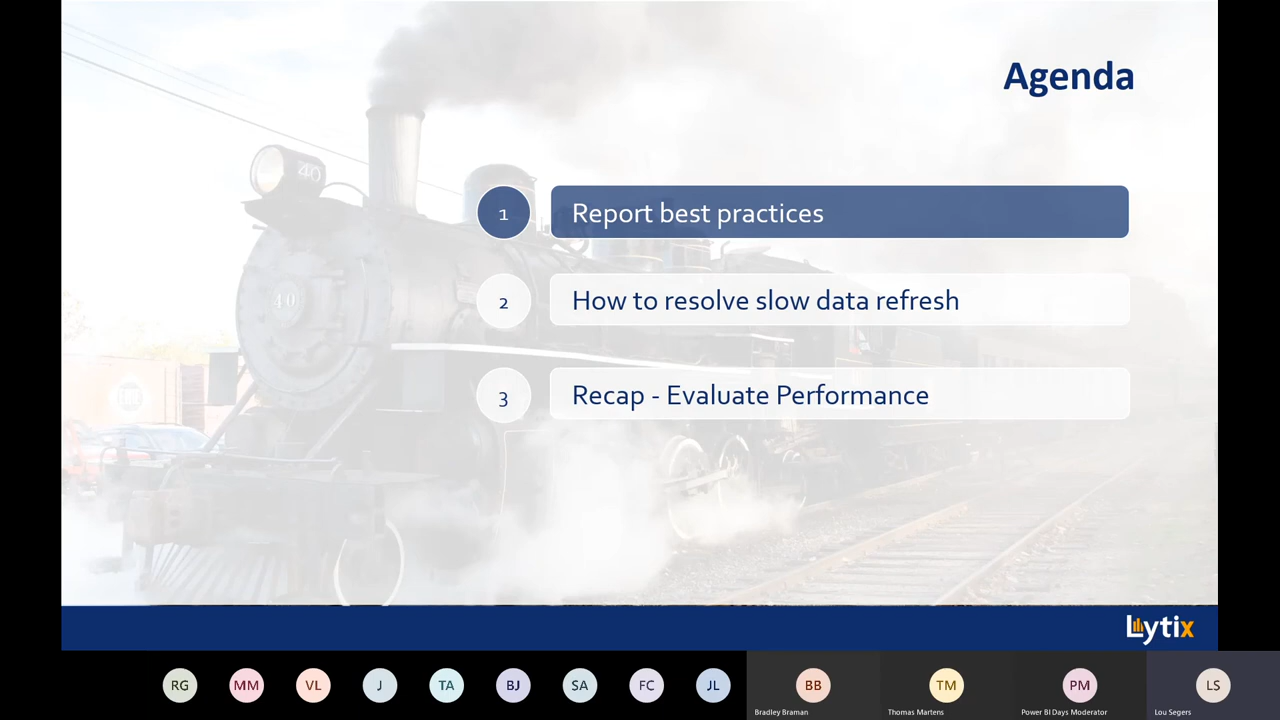 Agenda
40
1
Report best practices
2
How to resolve slow data refresh
40
3
Recap - Evaluate Performance
Lytix
RG
MM
VL
J
TA
BJ
SA
FC
JL
BB
TM
PM
LS
Bradley Braman
Thomas Martens
Power BI Days Moderator
Lou Segers